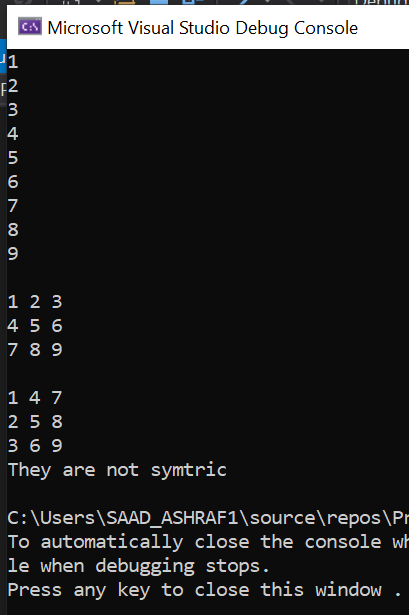 Microsoft Visual Studio Debug Console
1
2
3
4
5
6
7
8
9
1 2 3
4 5 6
7 8 9
1 4 7
2 5 8
3 6 9
They are not symtric
C:\Users\SAAD_ASHRAF1\source\repos\Pr
To automatically close the console wh
le when debugging stops.
Press any key to close this window .